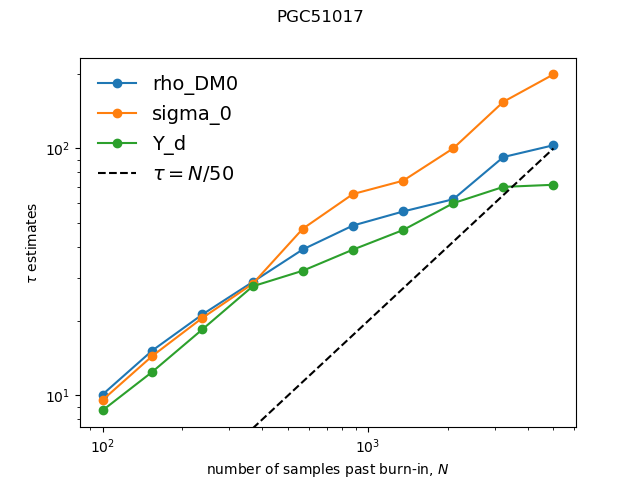 PGC51017
rho_DM0
sigma_0
Y_d
τ = N/50
10²
10¹
τ estimates
10² 10³
number of samples past burn-in, N